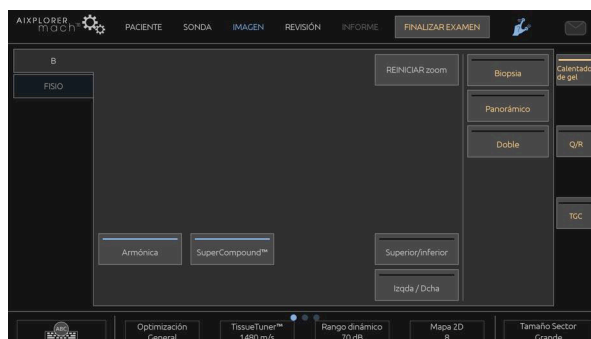 AIXPLORER
mach
PACIENTE
SONDA
IMAGEN
REVISIÓN
INFORME
FINALIZAR EXAMEN
B
FISIO
REINICIAR zoom
Biopsia
Calentado
de gel
Panorámico
Doble
Q/R
TGC
Armónica
SuperCompound™
Superior/inferior
Izqda / Dcha
ABC
Optimización
General
TissueTuner™
1480 m/s
Rango dinámico
70 dB
Mapa 2D
8
Tamaño Sector
Grande